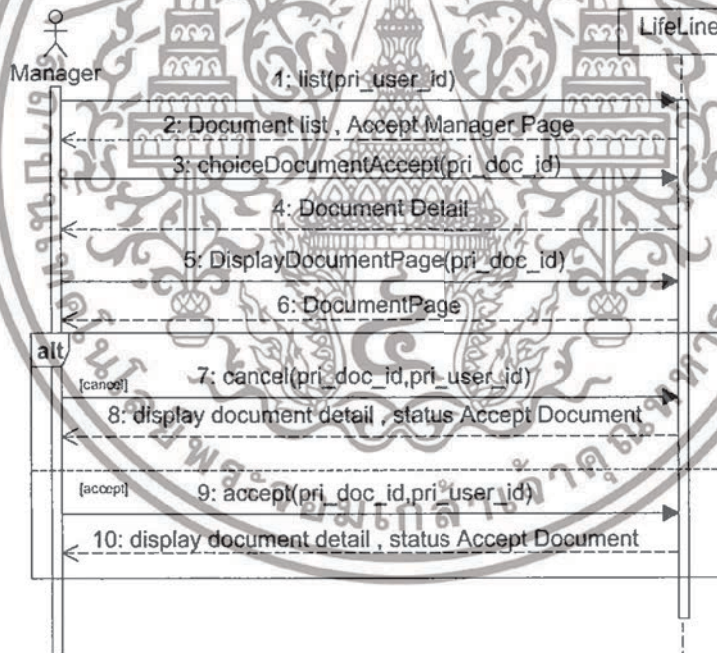 LifeLine
Manager
1: list(pri_user_id)
2: Document list , Accept Manager Page
3: choiceDocumentAccept(pri_doc_id)
4: Document Detail
5: DisplayDocumentPage(pri_doc_id)
6: DocumentPage
alt
[cancel]
7: cancel(pri_doc_id,pri_user_id)
8: display document detail , status Accept Document
[accept]
9: accept(pri_doc_id,pri_user_id)
10: display document detail , status Accept Document